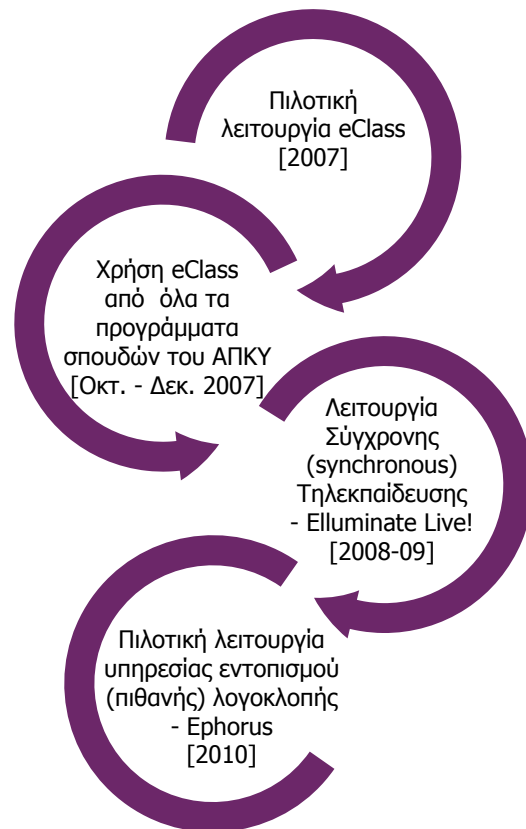 Πιλοτική
λειτουργία eClass
[2007]
Χρήση eClass
από όλα τα
προγράμματα
σπουδών του ΑΠΚΥ
[Οκτ. - Δεκ. 2007]
Λειτουργία
Σύγχρονης
(synchronous)
Τηλεκπαίδευσης
- Elluminate Live!
[2008-09]
Πιλοτική λειτουργία
υπηρεσίας εντοπισμού
(πιθανής) λογοκλοπής
- Ephorus
[2010]